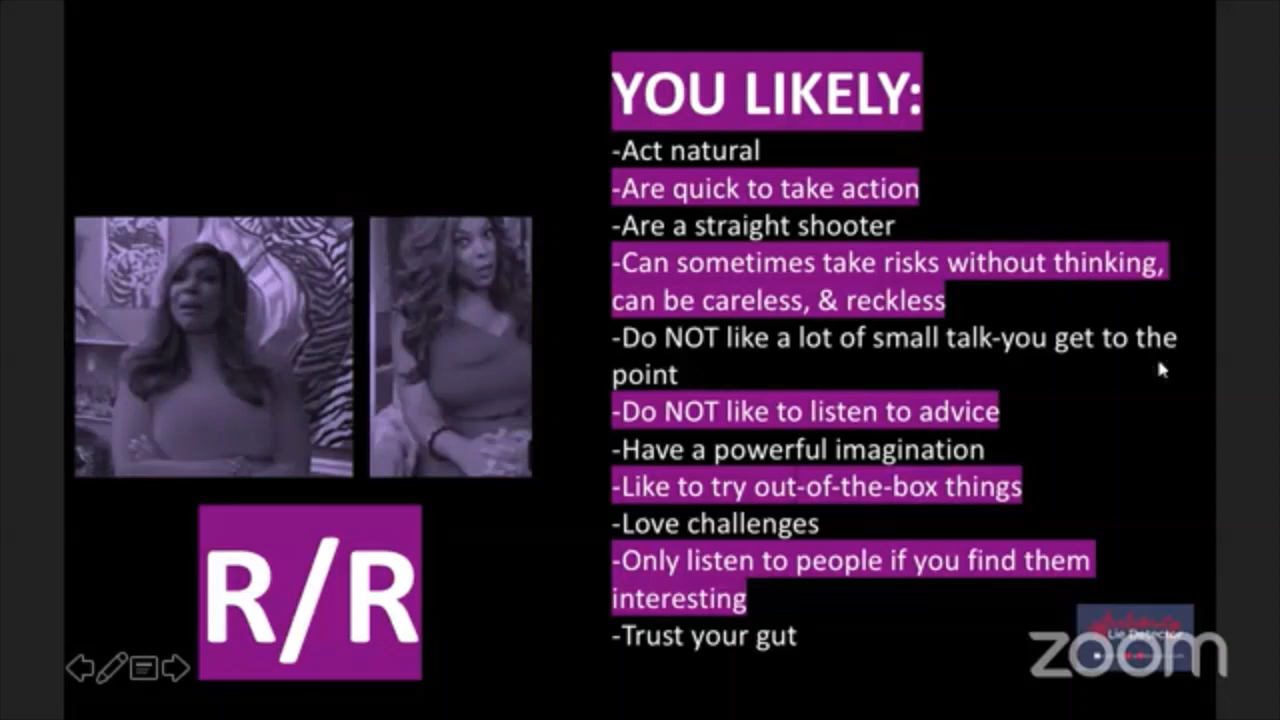 YOU LIKELY:
-Act natural
-Are quick to take action
-Are a straight shooter
-Can sometimes take risks without thinking,
can be careless, & reckless
-Do NOT like a lot of small talk-you get to the
point
-Do NOT like to listen to advice
-Have a powerful imagination
-Like to try out-of-the-box things
-Love challenges
-Only listen to people if you find them
interesting
-Trust your gut
R/R
Lie Detector
zoom